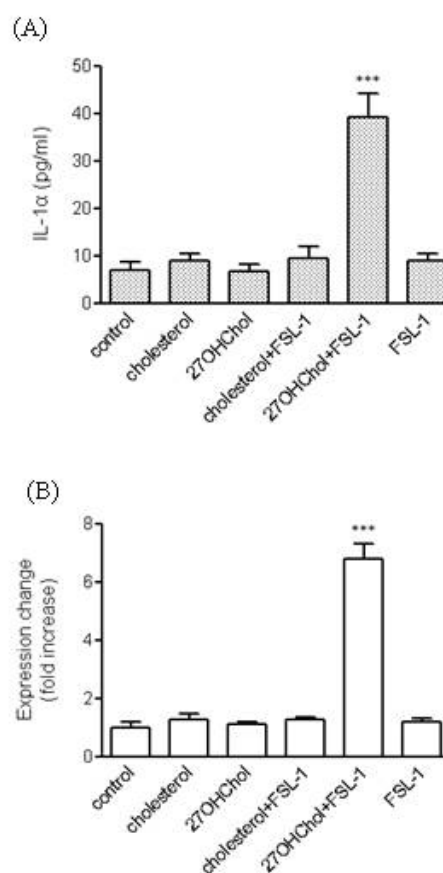 (A)
IL-1α (pg/ml)
50
40
30
20
10
0
***
control
cholesterol
27OHChol
cholesterol+FSL-1
27OHChol+FSL-1
FSL-1
(B)
Expression change
(fold increase)
8
6
4
2
0
***
control
cholesterol
27OHChol
cholesterol+FSL-1
27OHChol+FSL-1
FSL-1